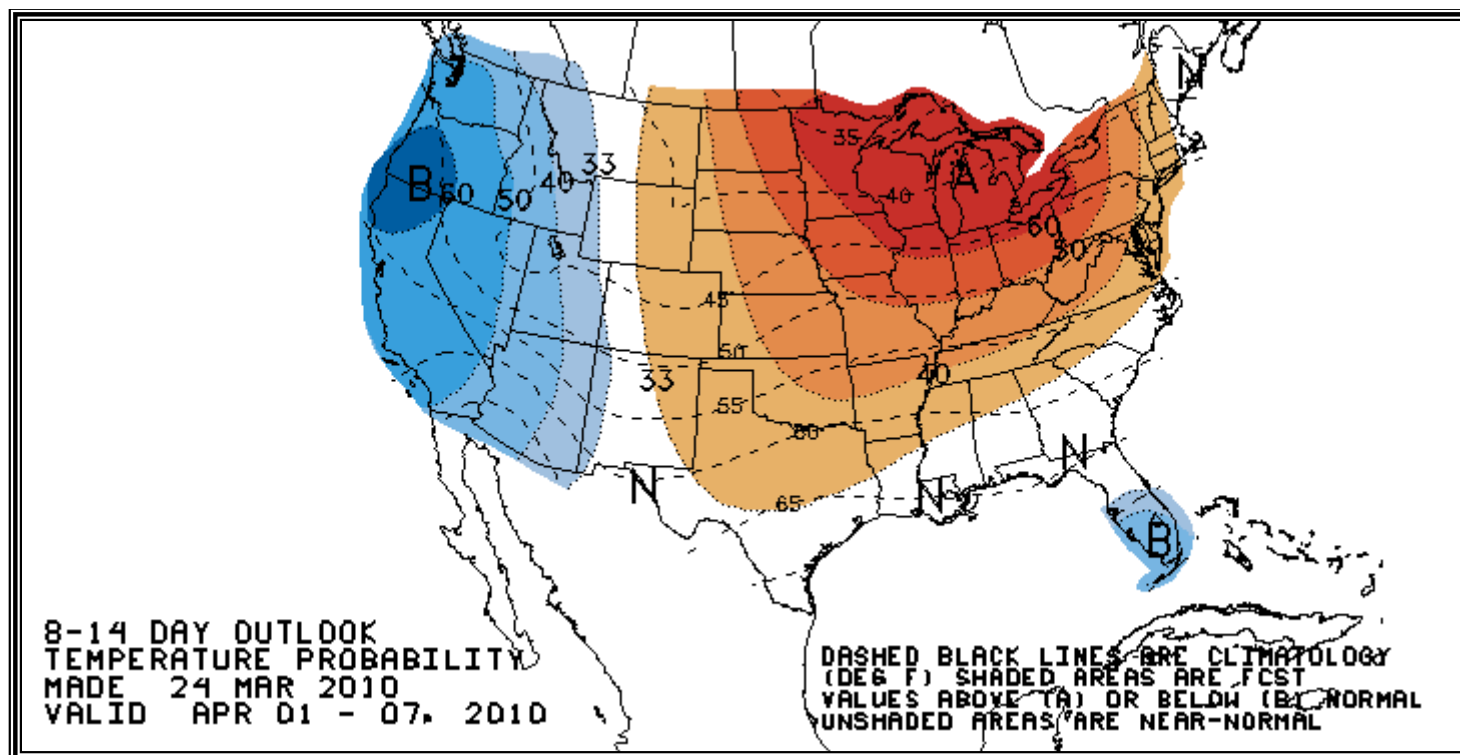 N
35
A
B
60
50
40
33
40
60
50
45
50
33
40
55
60
N
N
65
N
B
8-14 DAY OUTLOOK
TEMPERATURE PROBABILITY
MADE 24 MAR 2010
VALID APR 01 - 07, 2010
DASHED BLACK LINES ARE CLIMATOLOGY
(DEG F) SHADED AREAS ARE FCST
VALUES ABOVE (A) OR BELOW (B) NORMAL
UNSHADED AREAS ARE NEAR-NORMAL